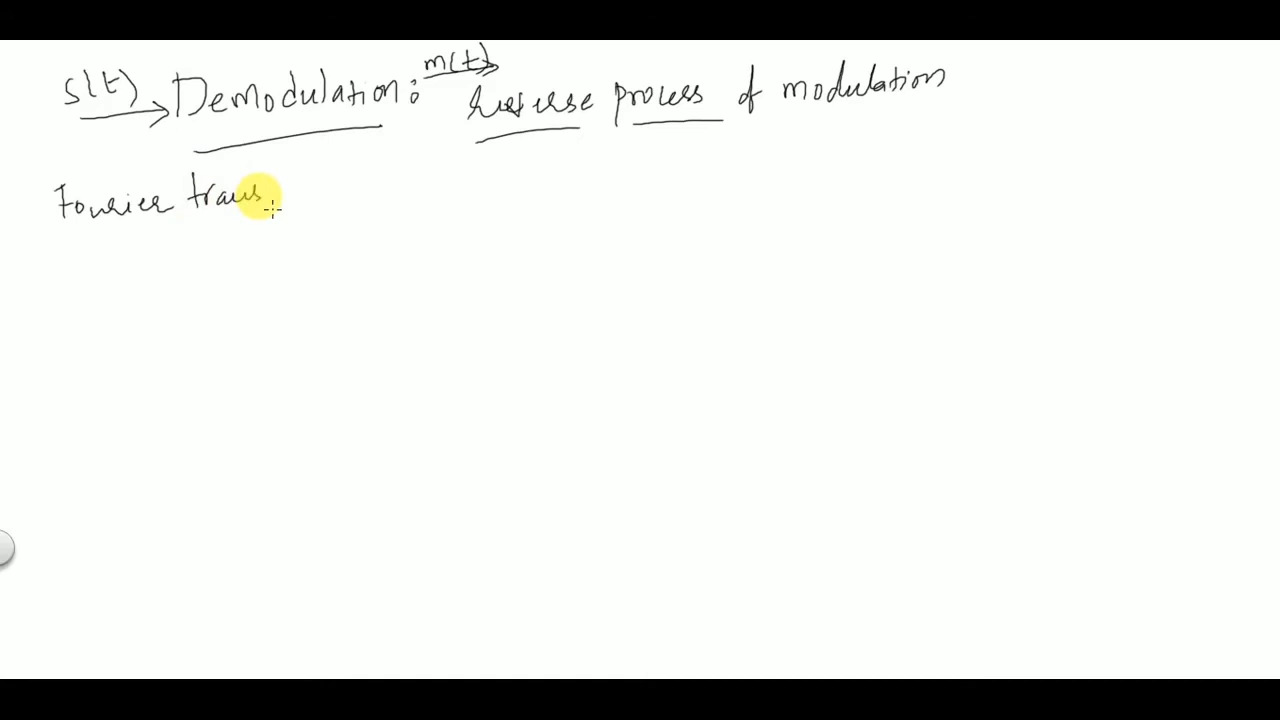 s(t) → Demodulation: m(t) → reverse process of modulation
Fourier trans